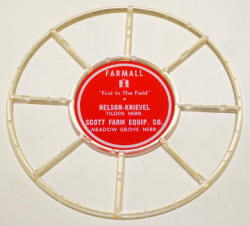 FARMALL
"First In The Field"
NELSON-KNIEVEL
TILDEN, NEBR.
SCOTT FARM EQUIP. CO.
MEADOW GROVE, NEBR.